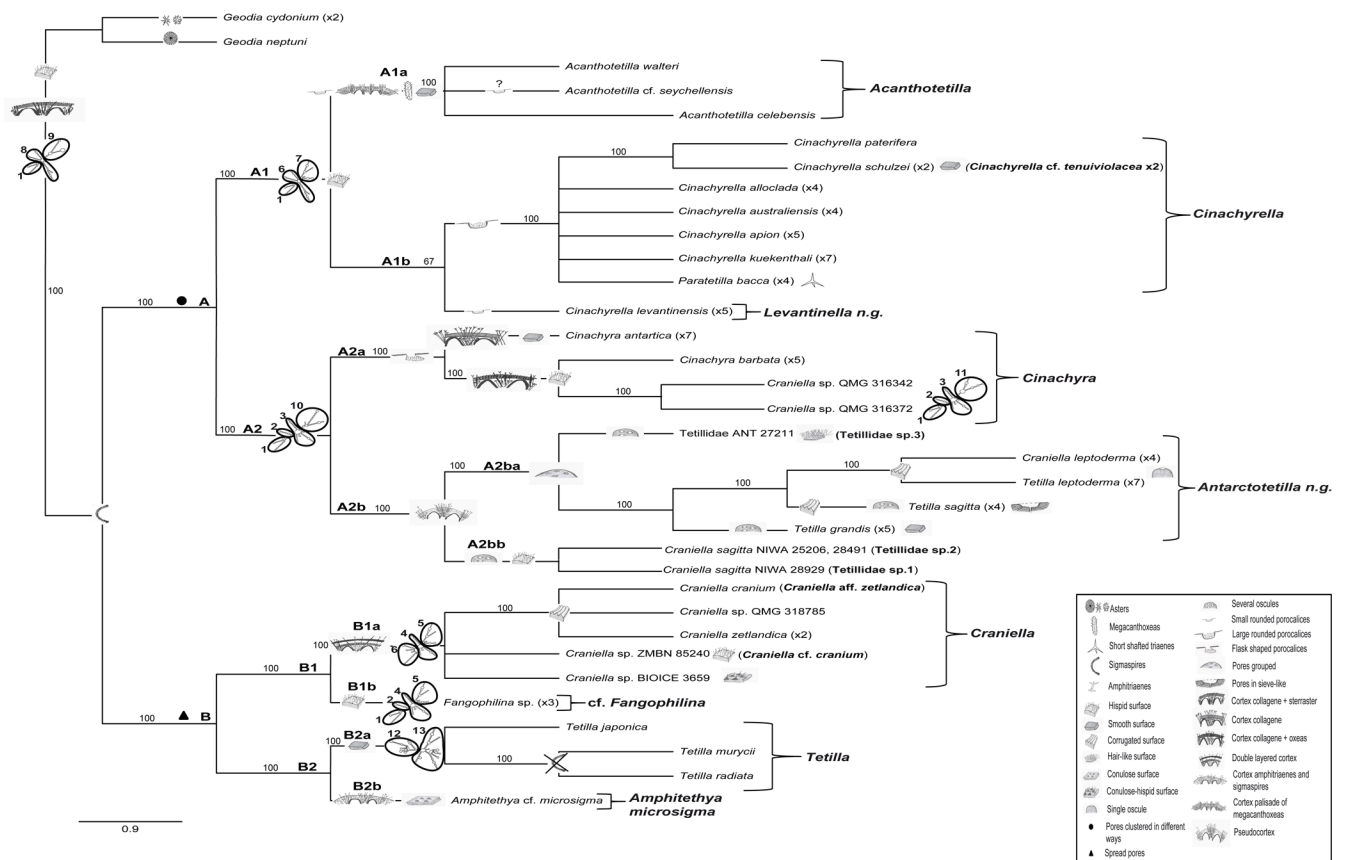 Geodia cydonium (x2)
Geodia neptuni
9
8
1
100
100
A
100
A1
7
6
1
A1a
100
Acanthotetilla walteri
?
Acanthotetilla cf. seychellensis
Acanthotetilla celebensis
Acanthotetilla
A1b
67
100
100
100
Cinachyrella paterifera
Cinachyrella schulzei (x2)
(Cinachyrella cf. tenuiviolacea x2)
Cinachyrella alloclada (x4)
Cinachyrella australiensis (x4)
Cinachyrella apion (x5)
Cinachyrella kuekenthali (x7)
Paratetilla bacca (x4)
Cinachyrella
Cinachyrella levantinensis (x5)
Levantinella n.g.
100
A2
10
3
2
1
A2a
100
Cinachyra antartica (x7)
100
Cinachyra barbata (x5)
100
Craniella sp. QMG 316342
Craniella sp. QMG 316372
11
3
2
1
Cinachyra
A2b
100
100
A2ba
Tetillidae ANT 27211
(Tetillidae sp.3)
100
100
100
Craniella leptoderma (x4)
Tetilla leptoderma (x7)
Tetilla sagitta (x4)
Tetilla grandis (x5)
Antarctotetilla n.g.
A2bb
100
Craniella sagitta NIWA 25206, 28491 (Tetillidae sp.2)
Craniella sagitta NIWA 28929 (Tetillidae sp.1)
100
B
100
B1
B1a
100
5
4
6
100
Craniella cranium (Craniella aff. zetlandica)
Craniella sp. QMG 318785
Craniella zetlandica (x2)
Craniella sp. ZMBN 85240
(Craniella cf. cranium)
Craniella sp. BIOICE 3659
Craniella
B1b
100
5
4
2
1
Fangophilina sp. (x3)
cf. Fangophilina
100
B2
B2a
100
12
13
Tetilla japonica
100
Tetilla murycii
Tetilla radiata
Tetilla
B2b
100
Amphitethya cf. microsigma
Amphitethya
microsigma
0.9
Asters
Megacanthoxeas
Short shafted triaenes
Sigmaspires
Amphitriaenes
Hispid surface
Smooth surface
Corrugated surface
Hair-like surface
Conulose surface
Conulose-hispid surface
Single oscule
Pores clustered in different
ways
Spread pores
Several oscules
Small rounded porocalices
Large rounded porocalices
Flask shaped porocalices
Pores grouped
Pores in sieve-like
Cortex collagene + sterraster
Cortex collagene
Cortex collagene + oxeas
Double layered cortex
Cortex amphitriaenes and
sigmaspires
Cortex palisade of
megacanthoxeas
Pseudocortex